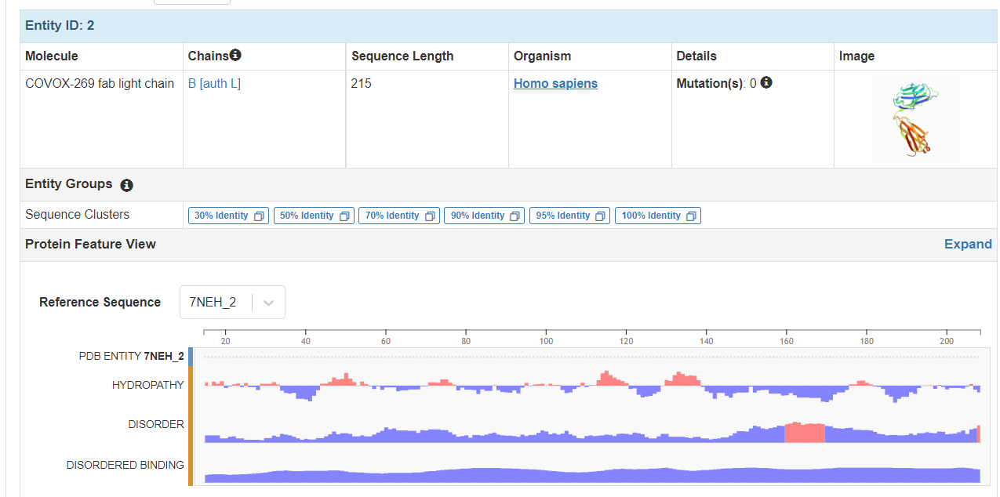 Entity ID: 2
Molecule Chains Sequence Length Organism Details Image
COVOX-269 fab light chain B [auth L] 215 Homo sapiens Mutation(s): 0
Entity Groups
Sequence Clusters 30% Identity 50% Identity 70% Identity 90% Identity 95% Identity 100% Identity
Protein Feature View Expand
Reference Sequence 7NEH_2
20 40 60 80 100 120 140 160 180 200
PDB ENTITY 7NEH_2
HYDROPATHY
DISORDER
DISORDERED BINDING